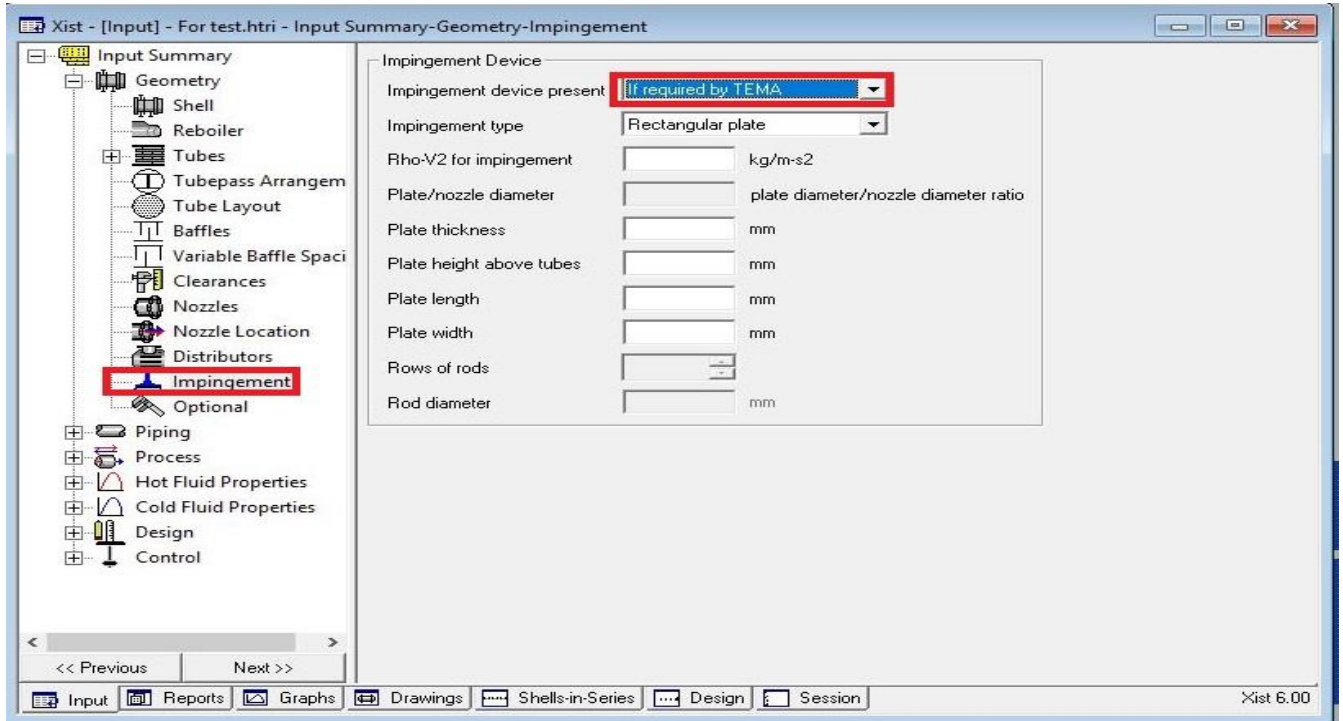 Xist - [Input] - For test.htri - Input Summary-Geometry-Impingement
Input Summary
Geometry
Shell
Reboiler
Tubes
Tubepass Arrangem
Tube Layout
Baffles
Variable Baffle Spaci
Clearances
Nozzles
Nozzle Location
Distributors
Impingement
Optional
Piping
Process
Hot Fluid Properties
Cold Fluid Properties
Design
Control
<< Previous Next >>
Impingement Device
Impingement device present If required by TEMA
Impingement type Rectangular plate
Rho-V2 for impingement kg/m-s2
Plate/nozzle diameter plate diameter/nozzle diameter ratio
Plate thickness mm
Plate height above tubes mm
Plate length mm
Plate width mm
Rows of rods
Rod diameter mm
Input Reports Graphs Drawings Shells-in-Series Design Session Xist 6.00